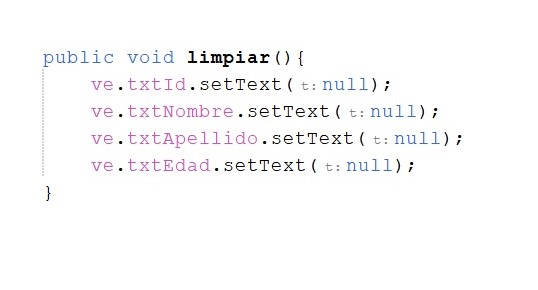 public void limpiar(){
ve.txtId.setText( t: null);
ve.txtNombre.setText( t: null);
ve.txtApellido.setText( t: null);
ve.txtEdad.setText( t: null);
}